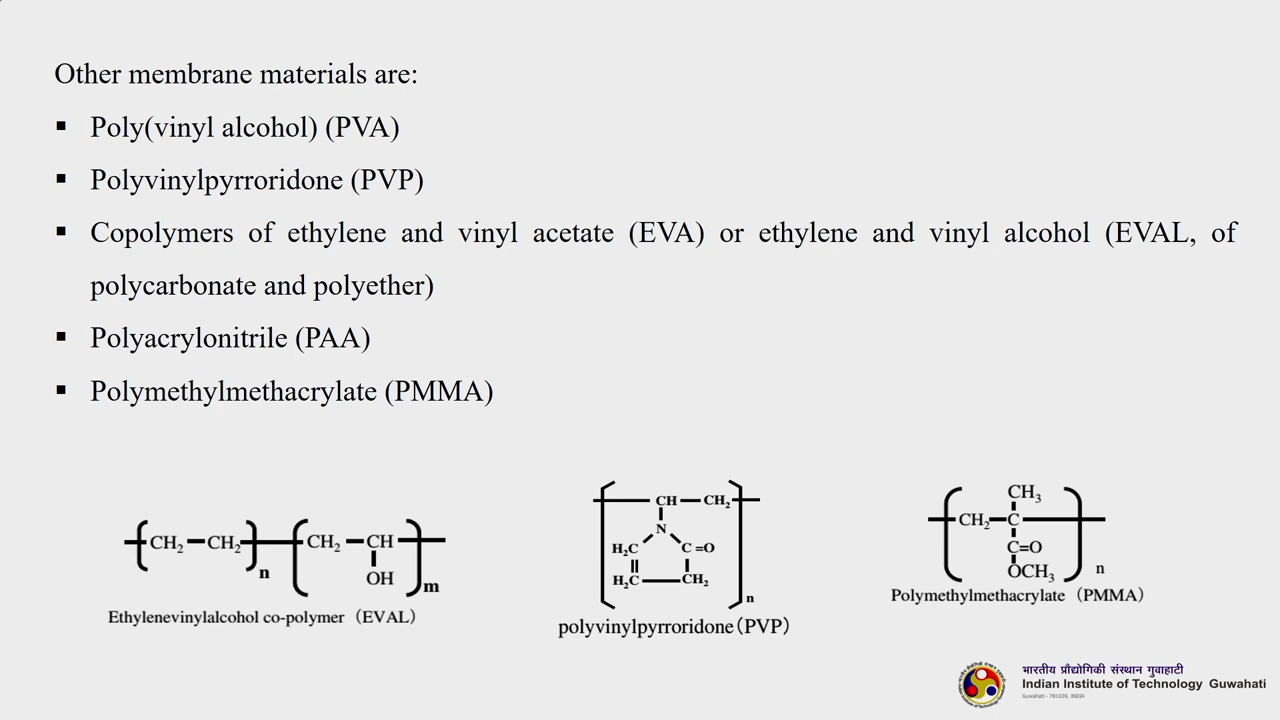 Other membrane materials are:
▪ Poly(vinyl alcohol) (PVA)
▪ Polyvinylpyrroridone (PVP)
▪ Copolymers of ethylene and vinyl acetate (EVA) or ethylene and vinyl alcohol (EVAL, of
polycarbonate and polyether)
▪ Polyacrylonitrile (PAA)
▪ Polymethylmethacrylate (PMMA)
CH₂ CH₂ n CH₂ CH OH m
Ethylenevinylalcohol co-polymer (EVAL)
CH CH₂
N
H₂C C=O
H₂C CH₂
n
polyvinylpyrroridone(PVP)
CH₃
CH₂ C
C=O
OCH₃ n
Polymethylmethacrylate (PMMA)
भारतीय प्रौद्योगिकी संस्थान गुवाहाटी
Indian Institute of Technology Guwahati
Guwahati - 781039, INDIA